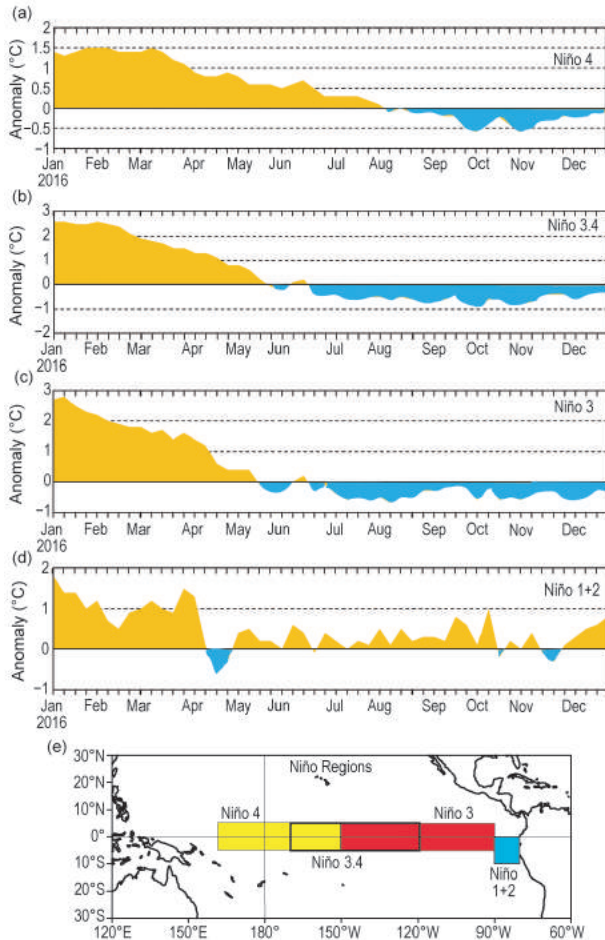 (a)
Anomaly (°C)
2
1.5
1
0.5
0
−0.5
−1
Niño 4
Jan Feb Mar Apr May Jun Jul Aug Sep Oct Nov Dec
2016
(b)
Anomaly (°C)
3
2
1
0
−1
−2
Niño 3.4
Jan Feb Mar Apr May Jun Jul Aug Sep Oct Nov Dec
2016
(c)
Anomaly (°C)
3
2
1
0
−1
Niño 3
Jan Feb Mar Apr May Jun Jul Aug Sep Oct Nov Dec
2016
(d)
Anomaly (°C)
2
1
0
−1
Niño 1+2
Jan Feb Mar Apr May Jun Jul Aug Sep Oct Nov Dec
2016
(e)
30°N
20°N
10°N
0°
10°S
20°S
30°S
Niño Regions
Niño 4
Niño 3
Niño 3.4
Niño
1+2
120°E 150°E 180° 150°W 120°W 90°W 60°W